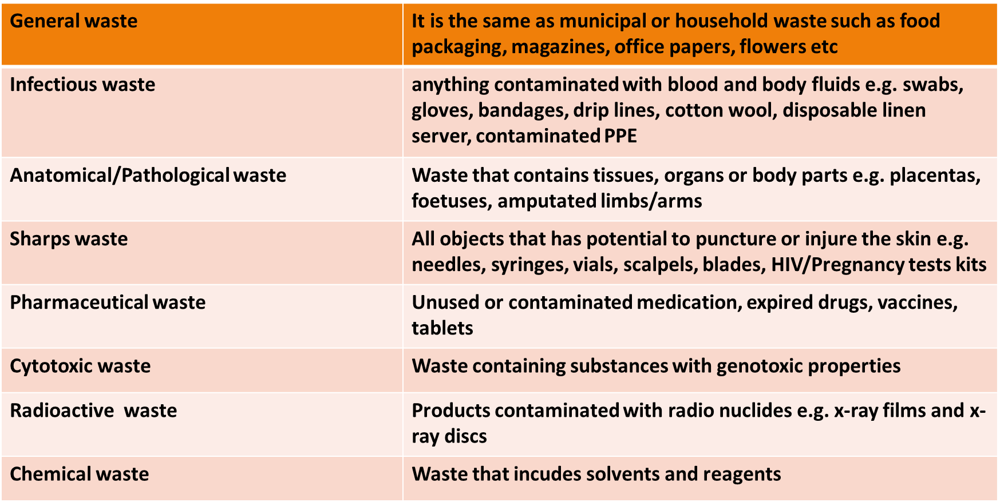 General waste
It is the same as municipal or household waste such as food
packaging, magazines, office papers, flowers etc
Infectious waste
anything contaminated with blood and body fluids e.g. swabs,
gloves, bandages, drip lines, cotton wool, disposable linen
server, contaminated PPE
Anatomical/Pathological waste
Waste that contains tissues, organs or body parts e.g. placentas,
foetuses, amputated limbs/arms
Sharps waste
All objects that has potential to puncture or injure the skin e.g.
needles, syringes, vials, scalpels, blades, HIV/Pregnancy tests kits
Pharmaceutical waste
Unused or contaminated medication, expired drugs, vaccines,
tablets
Cytotoxic waste
Waste containing substances with genotoxic properties
Radioactive  waste
Products contaminated with radio nuclides e.g. x-ray films and x-
ray discs
Chemical waste
Waste that incudes solvents and reagents